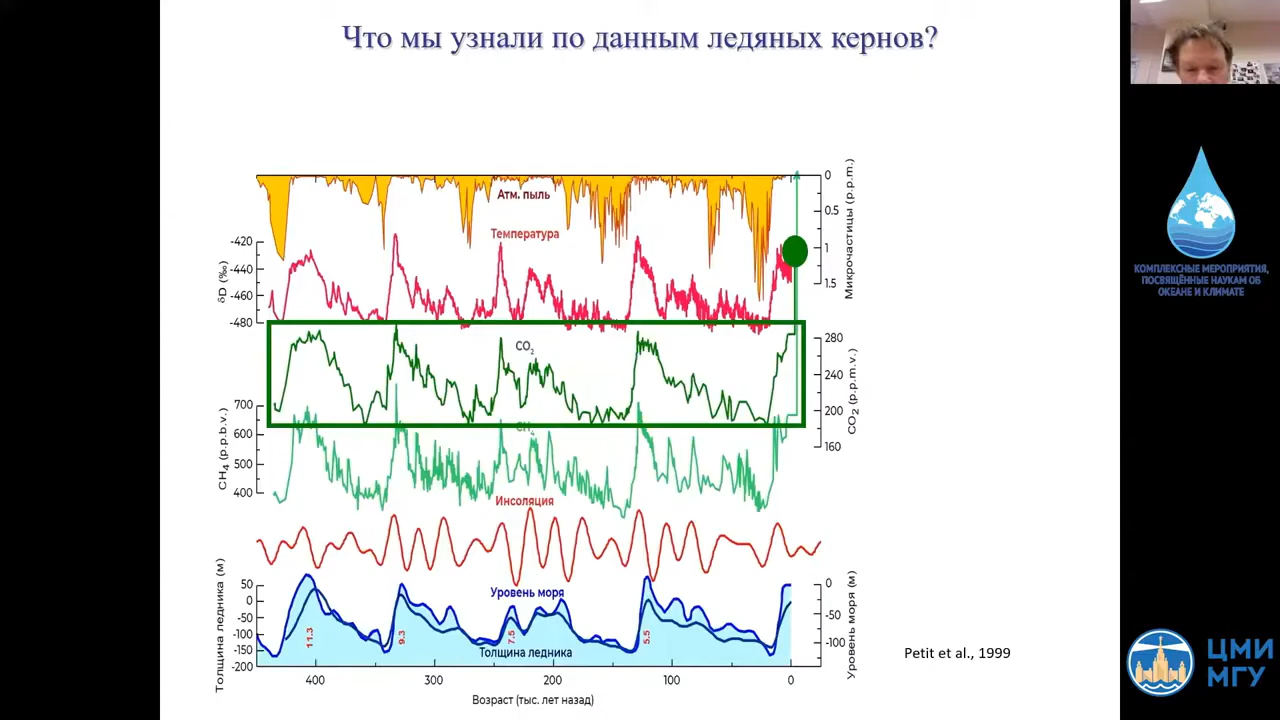 Что мы узнали по данным ледяных кернов?
Атм. пыль
0
0.5
1
1.5
Микрочастицы (p.p.m.)
Температура
-420
-440
-460
-480
δD (‰)
CO2
280
240
200
160
CO2 (p.p.m.v.)
CH4
700
600
500
400
CH4 (p.p.b.v.)
Инсоляция
Уровень моря
Толщина ледника
50
0
-50
-100
-150
-200
Толщина ледника (м)
11.3
9.3
7.5
5.5
0
-50
-100
Уровень моря (м)
400
300
200
100
0
Возраст (тыс. лет назад)
Petit et al., 1999
КОМПЛЕКСНЫЕ МЕРОПРИЯТИЯ,
ПОСВЯЩЁННЫЕ НАУКАМ ОБ
ОКЕАНЕ И КЛИМАТЕ
ЦМИ
МГУ